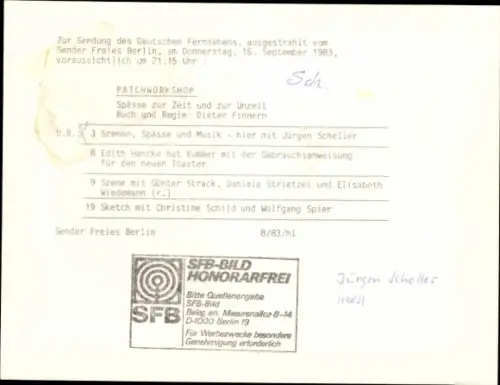 Zur Sendung des Deutschen Fernsehens, ausgestrahlt vom
Sender Freies Berlin, am Donnerstag, 15. September 1983,
voraussichtlich um 21.15 Uhr :
Sch.
PATCHWORKSHOP
Spässe zur Zeit und zur Unzeit
Buch und Regie Dieter Finnern
3 Szenen, Spässe und Musik - hier mit Jürgen Scheller
8 Edith Hancke hat Kummer mit der Gebrauchsanweisung
für den neuen Toaster
9 Szene mit Günter Strack, Daniela Strietzel und Elisabeth
Wiedemann (r.)
19 Sketch mit Christine Schild und Wolfgang Spier
Sender Freies Berlin 8/83/hl
SFB-BILD
HONORARFREI
Bitte Quellenangabe
SFB-Bild
Beleg an: Masurenallee 8-14
D-1000 Berlin 19
Für Werbezwecke besondere
Genehmigung erforderlich
SFB
Jürgen Scheller